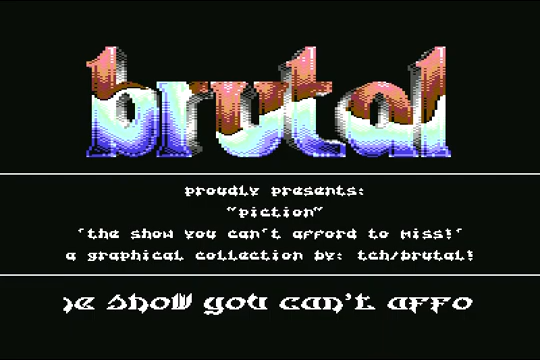 brutal
proudly presents:
"piction"
'the show you can't afford to miss!'
a graphical collection by: tch/brutal!
he show you can't affo